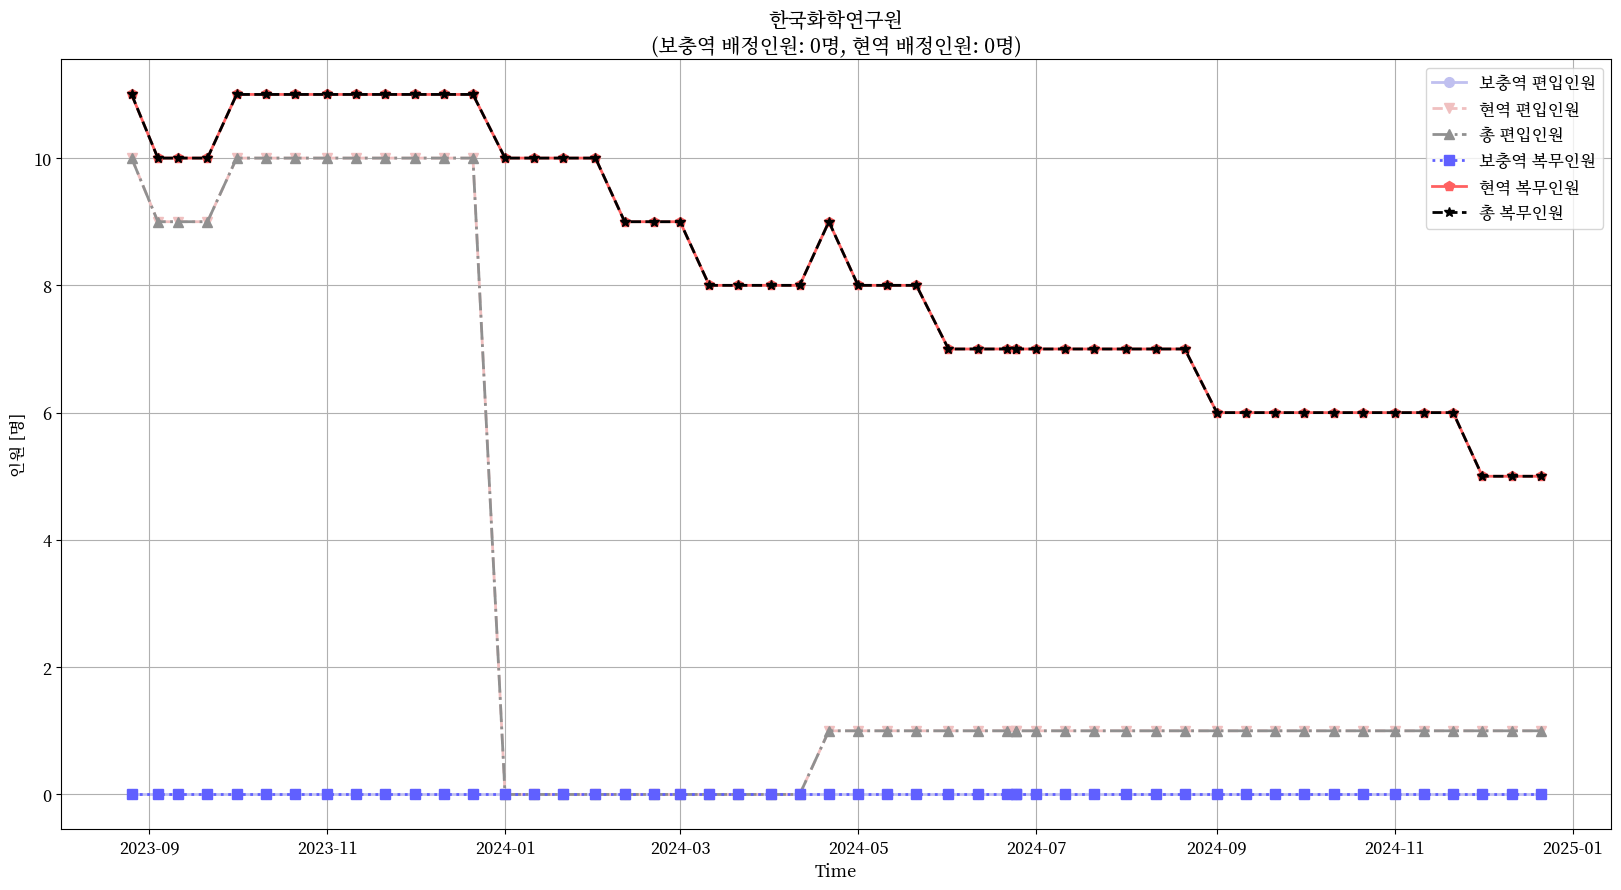 한국화학연구원
(보충역 배정인원: 0명, 현역 배정인원: 0명)
보충역 편입인원
현역 편입인원
총 편입인원
보충역 복무인원
현역 복무인원
총 복무인원
인원 [명]
10
8
6
4
2
0
2023-09
2023-11
2024-01
2024-03
2024-05
2024-07
2024-09
2024-11
2025-01
Time